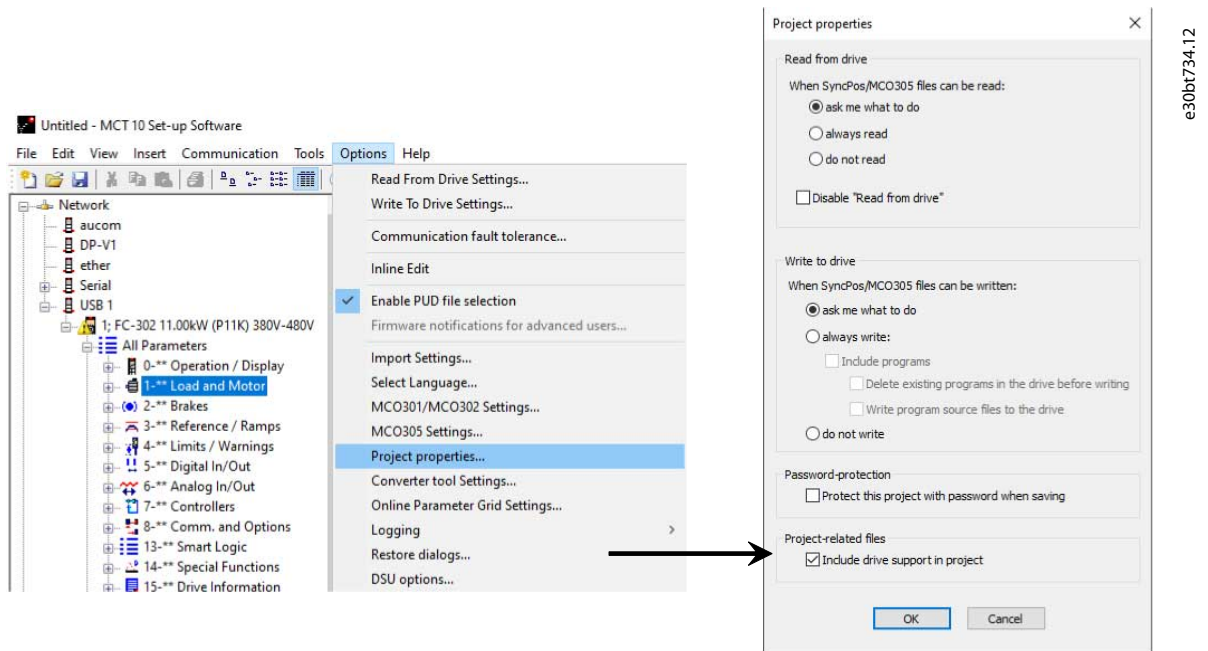 Untitled - MCT 10 Set-up Software
File Edit View Insert Communication Tools Options Help
Network
aucom
DP-V1
ether
Serial
USB 1
1; FC-302 11.00kW (P11K) 380V-480V
All Parameters
0-** Operation / Display
1-** Load and Motor
2-** Brakes
3-** Reference / Ramps
4-** Limits / Warnings
5-** Digital In/Out
6-** Analog In/Out
7-** Controllers
8-** Comm. and Options
13-** Smart Logic
14-** Special Functions
15-** Drive Information
Read From Drive Settings...
Write To Drive Settings...
Communication fault tolerance...
Inline Edit
Enable PUD file selection
Firmware notifications for advanced users...
Import Settings...
Select Language...
MCO301/MCO302 Settings...
MCO305 Settings...
Project properties...
Converter tool Settings...
Online Parameter Grid Settings...
Logging
Restore dialogs...
DSU options...
Project properties
Read from drive
When SyncPos/MCO305 files can be read:
ask me what to do
always read
do not read
Disable "Read from drive"
Write to drive
When SyncPos/MCO305 files can be written:
ask me what to do
always write:
Include programs
Delete existing programs in the drive before writing
Write program source files to the drive
do not write
Password-protection
Protect this project with password when saving
Project-related files
Include drive support in project
OK Cancel
e30bt734.12